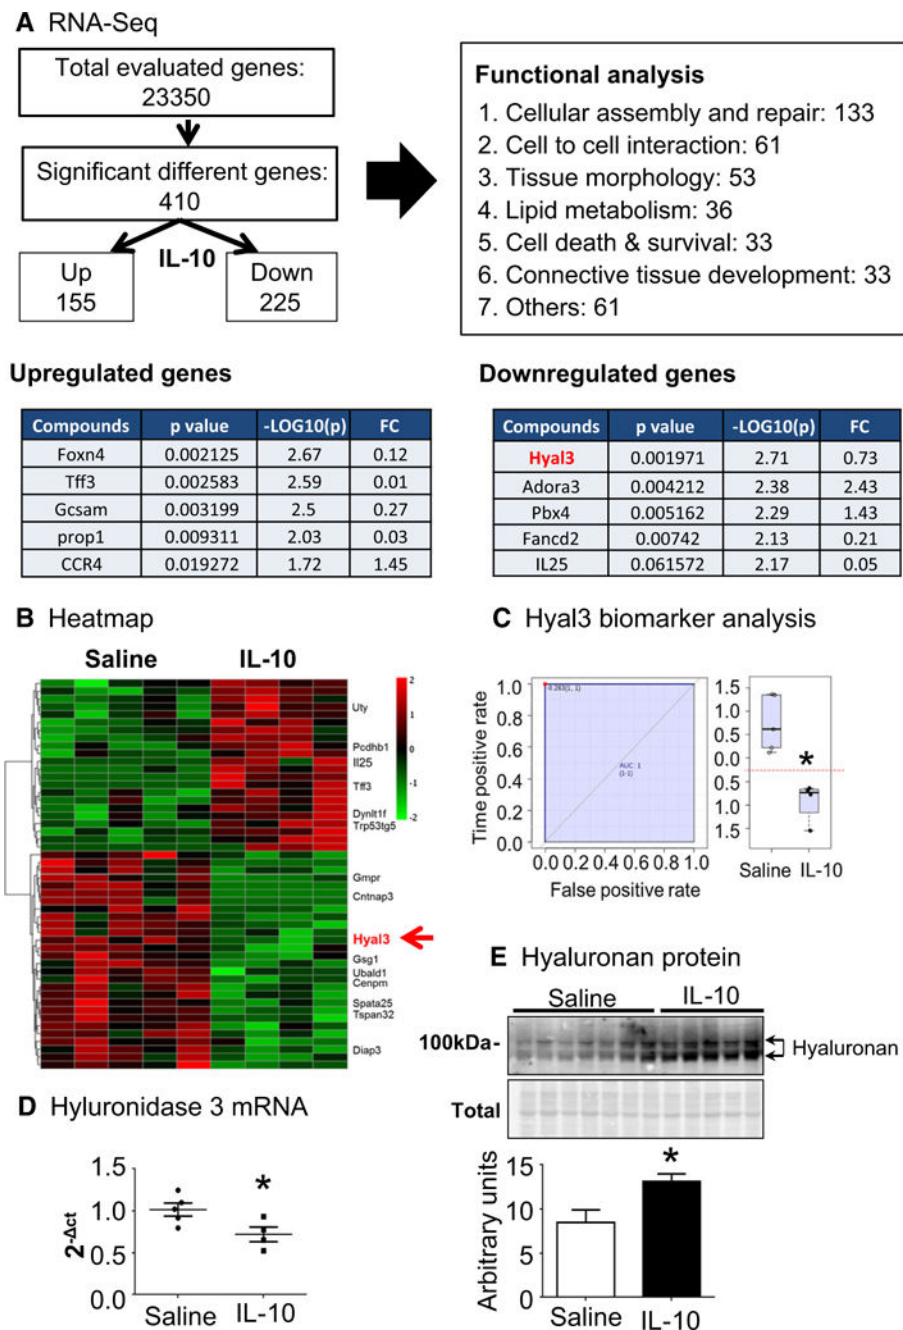 A RNA-Seq
Total evaluated genes:
23350
Significant different genes:
410
IL-10
Up
155
Down
225
Functional analysis
1. Cellular assembly and repair: 133
2. Cell to cell interaction: 61
3. Tissue morphology: 53
4. Lipid metabolism: 36
5. Cell death & survival: 33
6. Connective tissue development: 33
7. Others: 61
Upregulated genes
Compounds p value -LOG10(p) FC
Foxn4 0.002125 2.67 0.12
Tff3 0.002583 2.59 0.01
Gcsam 0.003199 2.5 0.27
prop1 0.009311 2.03 0.03
CCR4 0.019272 1.72 1.45
Downregulated genes
Compounds p value -LOG10(p) FC
Hyal3 0.001971 2.71 0.73
Adora3 0.004212 2.38 2.43
Pbx4 0.005162 2.29 1.43
Fancd2 0.00742 2.13 0.21
IL25 0.061572 2.17 0.05
B Heatmap
Saline IL-10
2
1
0
-1
-2
Uty
Pcdhb1
Il25
Tff3
Dynlt1f
Trp53tg5
Gmpr
Cntnap3
Hyal3
Gsg1
Ubald1
Cenpm
Spata25
Tspan32
Diap3
C Hyal3 biomarker analysis
Time positive rate
1.0
0.8
0.6
0.4
0.2
0.0
0.0 0.2 0.4 0.6 0.8 1.0
False positive rate
-0.283(1, 1)
AUC: 1
(1-1)
1.5
1.0
0.5
0.0
0.5
1.0
1.5
*
Saline IL-10
D Hyluronidase 3 mRNA
2-Δct
1.5
1.0
0.5
0.0
*
Saline IL-10
E Hyaluronan protein
Saline IL-10
100kDa-
Hyaluronan
Total
Arbitrary units
15
10
5
0
*
Saline IL-10